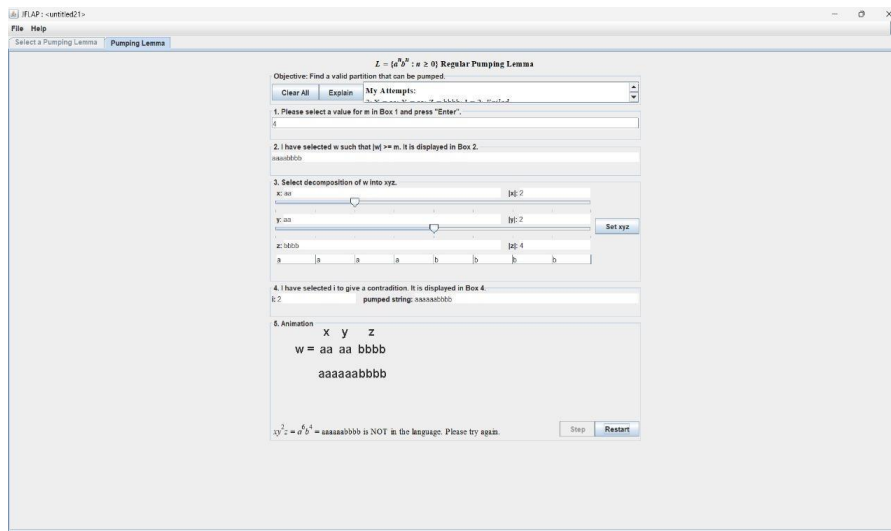 JFLAP : <untitled21>
File Help
Select a Pumping Lemma Pumping Lemma
L = {aⁿbⁿ : n ≥ 0} Regular Pumping Lemma
Objective: Find a valid partition that can be pumped.
Clear All Explain My Attempts:
1. Please select a value for m in Box 1 and press "Enter".
4
2. I have selected w such that |w| >= m. It is displayed in Box 2.
aaaabbbb
3. Select decomposition of w into xyz.
x: aa |x|: 2
y: aa |y|: 2
Set xyz
z: bbbb |z|: 4
a a a a b b b b
4. I have selected i to give a contradition. It is displayed in Box 4.
i: 2 pumped string: aaaaaabbbb
5. Animation
x y z
w = aa aa bbbb
aaaaaabbbb
xy²z = a⁶b⁴ = aaaaaabbbb is NOT in the language. Please try again.
Step Restart